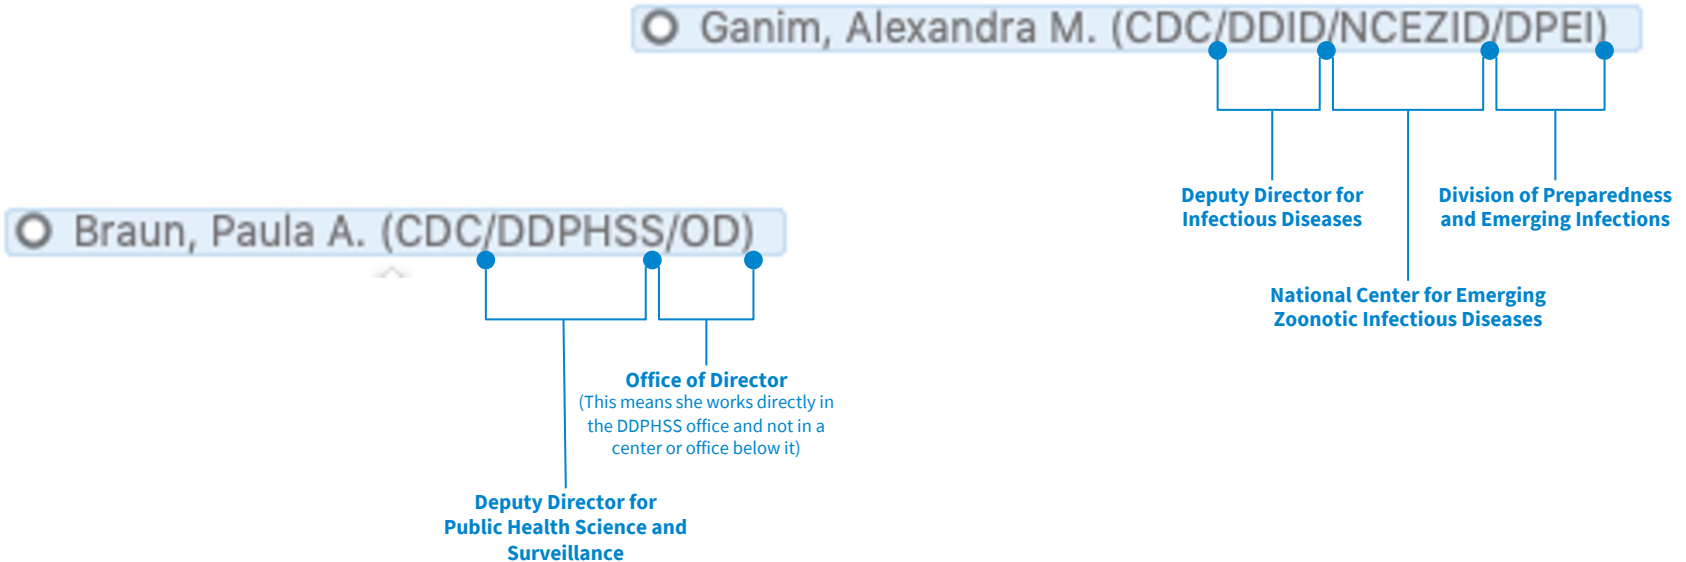 Ganim, Alexandra M. (CDC/DDID/NCEZID/DPEI)
Deputy Director for
Infectious Diseases
Division of Preparedness
and Emerging Infections
National Center for Emerging
Zoonotic Infectious Diseases
Braun, Paula A. (CDC/DDPHSS/OD)
Office of Director
(This means she works directly in
the DDPHSS office and not in a
center or office below it)
Deputy Director for
Public Health Science and
Surveillance